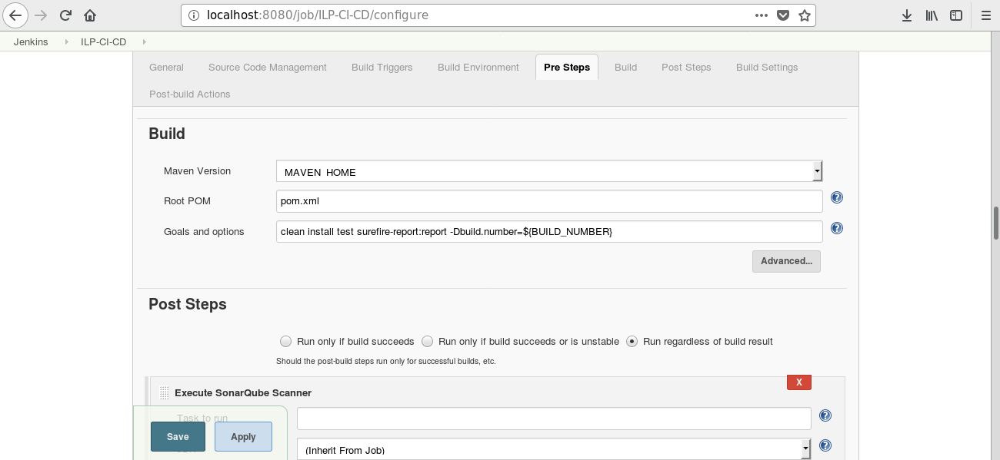 localhost:8080/job/ILP-CI-CD/configure
Jenkins ILP-CI-CD
General Source Code Management Build Triggers Build Environment Pre Steps Build Post Steps Build Settings
Post-build Actions
Build
Maven Version MAVEN HOME
Root POM pom.xml
Goals and options clean install test surefire-report:report -Dbuild.number=${BUILD_NUMBER}
Advanced...
Post Steps
Run only if build succeeds Run only if build succeeds or is unstable Run regardless of build result
Should the post-build steps run only for successful builds, etc.
X
Execute SonarQube Scanner
Task to run
Save Apply
(Inherit From Job)